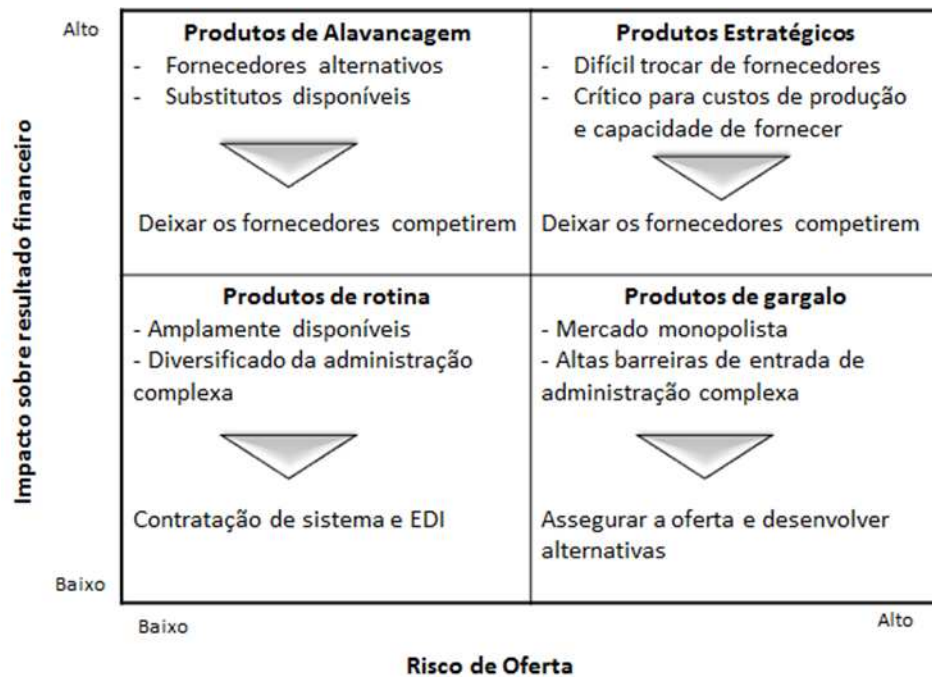 Alto
Impacto sobre resultado financeiro
Produtos de Alavancagem
- Fornecedores alternativos
- Substitutos disponíveis
Deixar os fornecedores competirem
Produtos Estratégicos
- Difícil trocar de fornecedores
- Crítico para custos de produção
e capacidade de fornecer
Deixar os fornecedores competirem
Produtos de rotina
- Amplamente disponíveis
- Diversificado da administração
complexa
Contratação de sistema e EDI
Produtos de gargalo
- Mercado monopolista
- Altas barreiras de entrada de
administração complexa
Assegurar a oferta e desenvolver
alternativas
Baixo
Baixo
Alto
Risco de Oferta